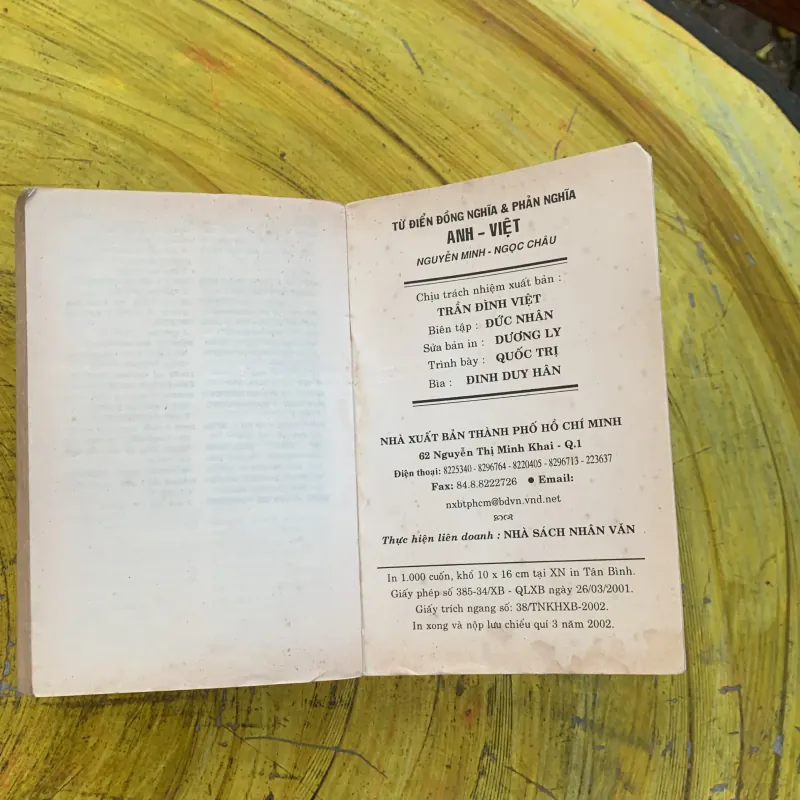 TỪ ĐIỂN ĐỒNG NGHĨA & PHẢN NGHĨA
ANH – VIỆT
NGUYỄN MINH - NGỌC CHÂU
Chịu trách nhiệm xuất bản :
TRẦN ĐÌNH VIỆT
Biên tập : ĐỨC NHÂN
Sửa bản in : DƯƠNG LY
Trình bày : QUỐC TRỊ
Bìa : ĐINH DUY HÂN
NHÀ XUẤT BẢN THÀNH PHỐ HỒ CHÍ MINH
62 Nguyễn Thị Minh Khai - Q.1
Điện thoại: 8225340 - 8296764 - 8220405 - 8296713 - 223637
Fax: 84.8.8222726 ● Email:
nxbtphcm@bdvn.vnd.net
Thực hiện liên doanh : NHÀ SÁCH NHÂN VĂN
In 1.000 cuốn, khổ 10 x 16 cm tại XN in Tân Bình.
Giấy phép số 385-34/XB - QLXB ngày 26/03/2001.
Giấy trích ngang số: 38/TNKHXB-2002.
In xong và nộp lưu chiểu quí 3 năm 2002.